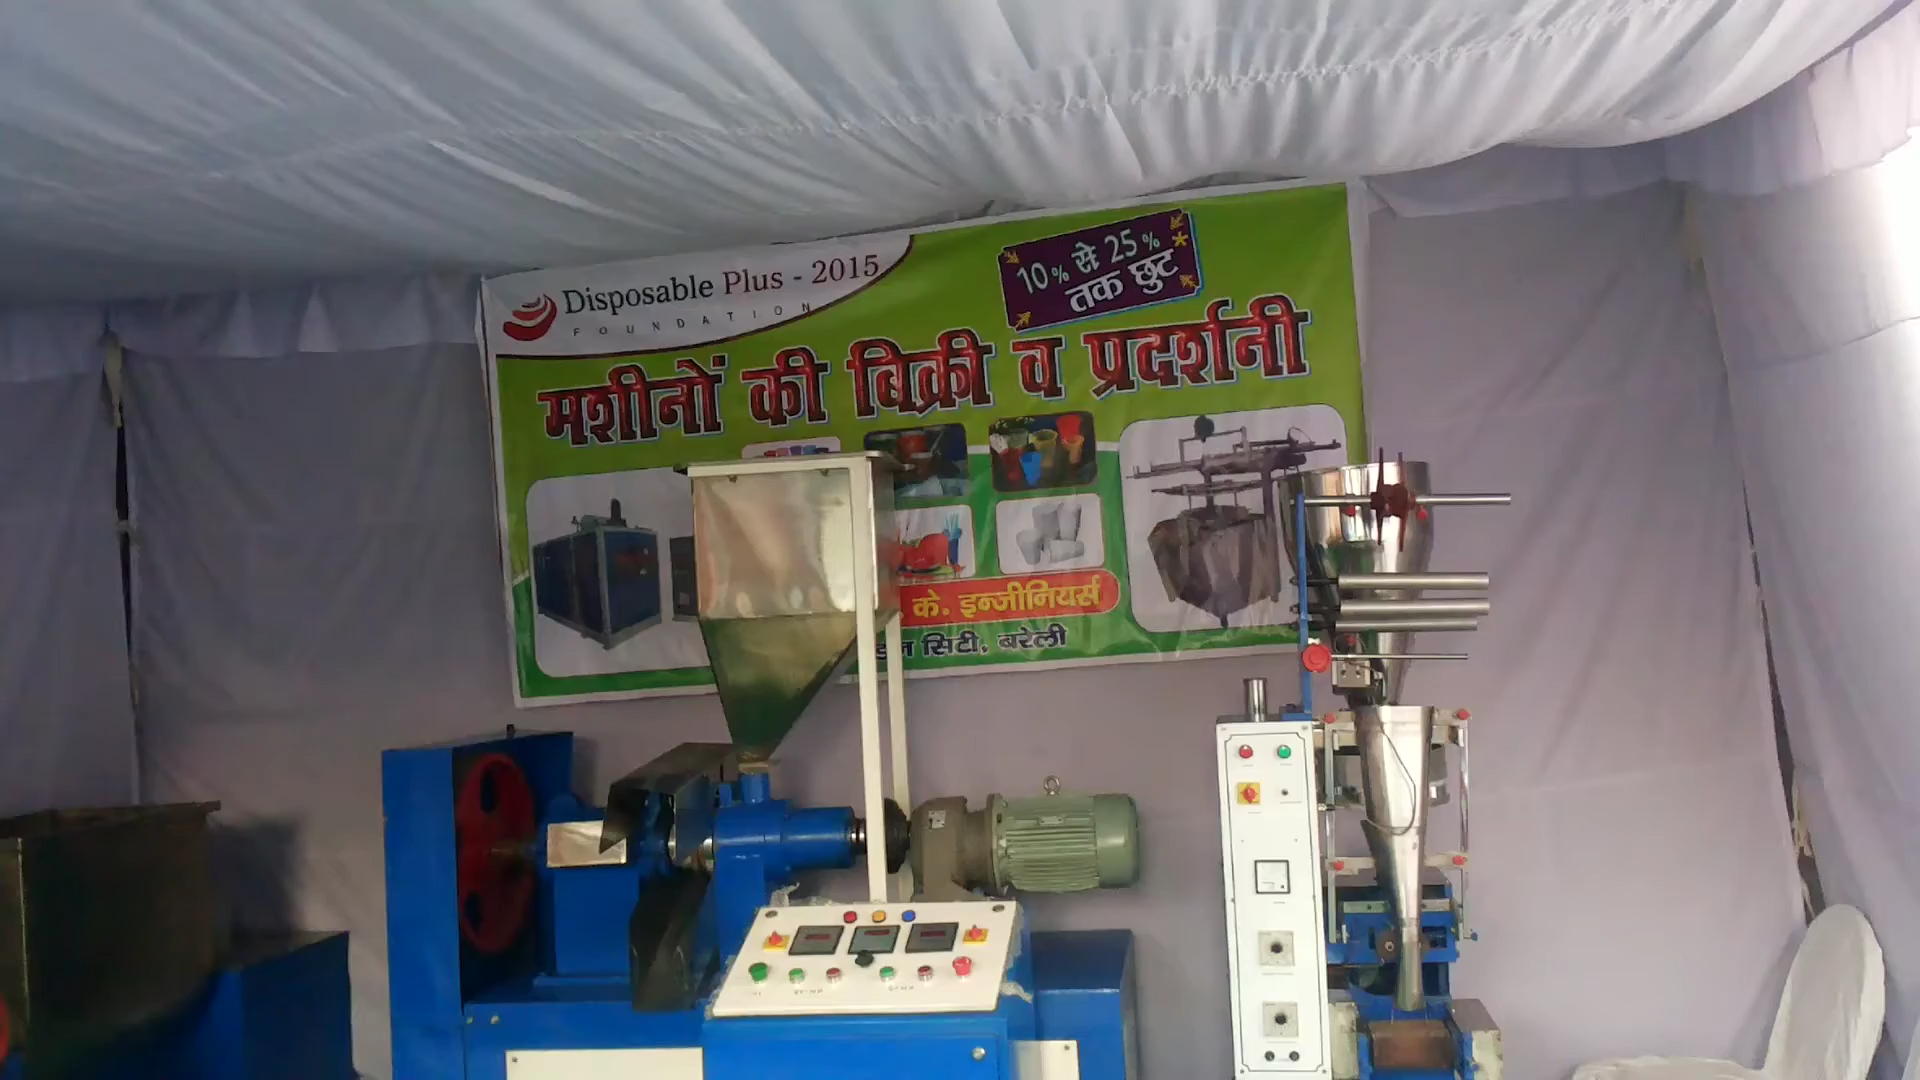 Disposable Plus - 2015
FOUNDATION
10% से 25%
तक छुट
मशीनों की बिक्री व प्रदर्शनी
के. इन्जीनियर्स
सिटी, बरेली